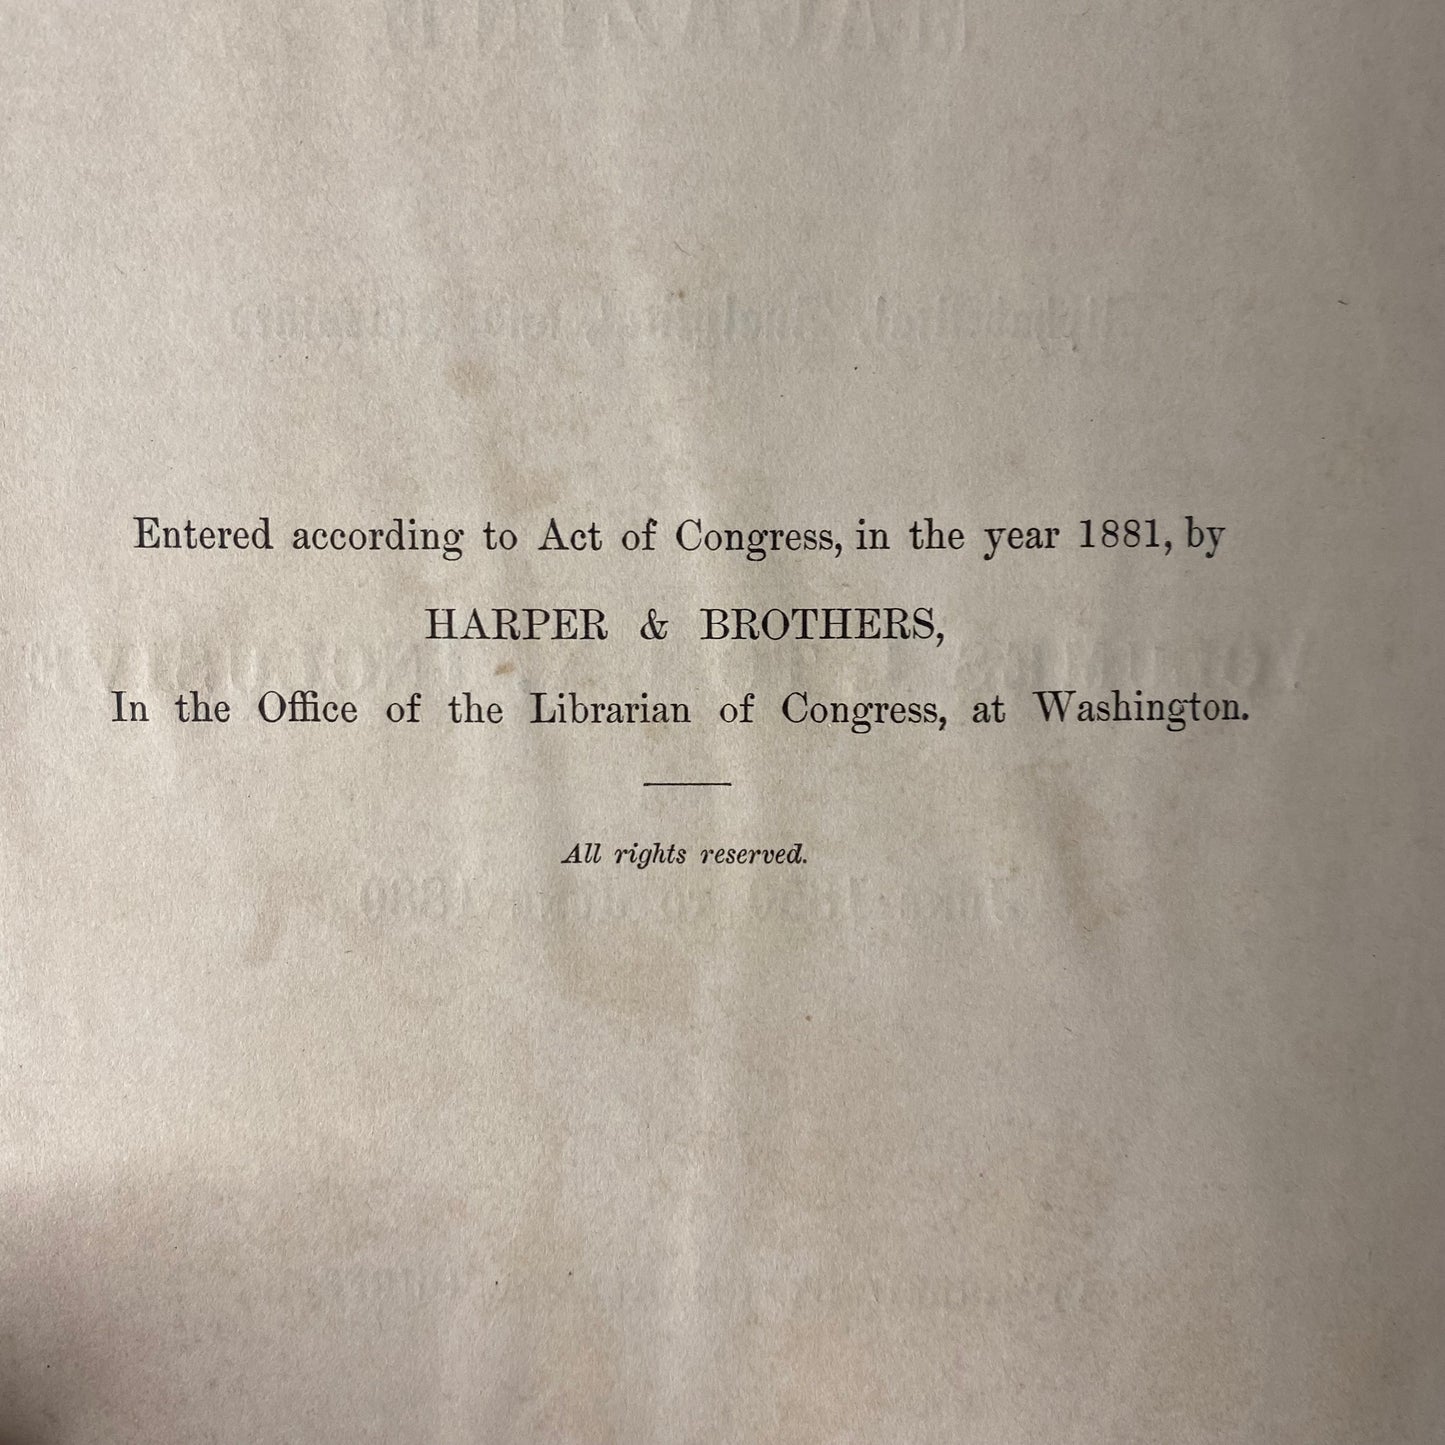 Entered according to Act of Congress, in the year 1881, by
HARPER & BROTHERS,
In the Office of the Librarian of Congress, at Washington.
All rights reserved.